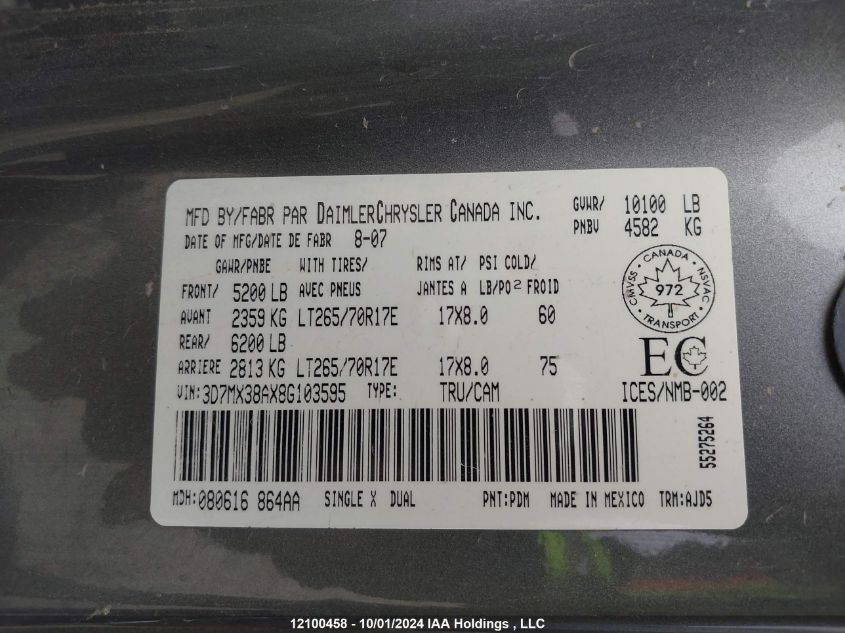 MFD BY/FABR PAR DAIMLERCHRYSLER CANADA INC.
GVWR/ 10100 LB
DATE OF MFG/DATE DE FABR 8-07
PNBV 4582 KG
GAWR/PNBE WITH TIRES/ RIMS AT/ PSI COLD/
FRONT/ 5200 LB AVEC PNEUS JANTES A LB/PO² FROID
AVANT 2359 KG LT265/70R17E 17X8.0 60
REAR/ 6200 LB
ARRIERE 2813 KG LT265/70R17E 17X8.0 75
VIN: 3D7MX38AX8G103595 TYPE: TRU/CAM
CMVSS · CANADA · NSVAC · TRANSPORT ·
972
EC
ICES/NMB-002
55275264
MDH: 080616 864AA SINGLE X DUAL PNT: PDM MADE IN MEXICO TRM: AJD5
12100458 - 10/01/2024 IAA Holdings , LLC